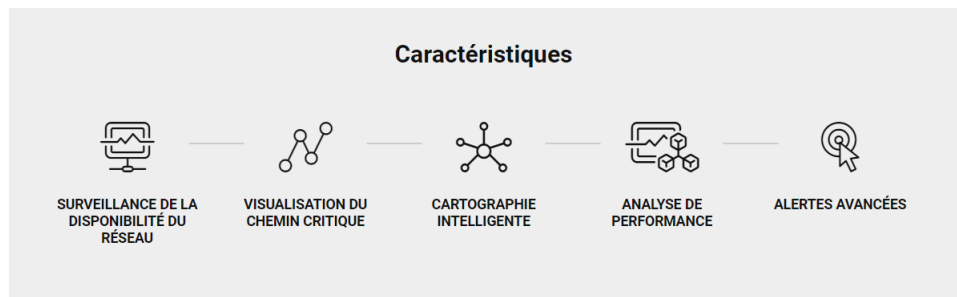 Caractéristiques
SURVEILLANCE DE LA
DISPONIBILITÉ DU
RÉSEAU
VISUALISATION DU
CHEMIN CRITIQUE
CARTOGRAPHIE
INTELLIGENTE
ANALYSE DE
PERFORMANCE
ALERTES AVANCÉES